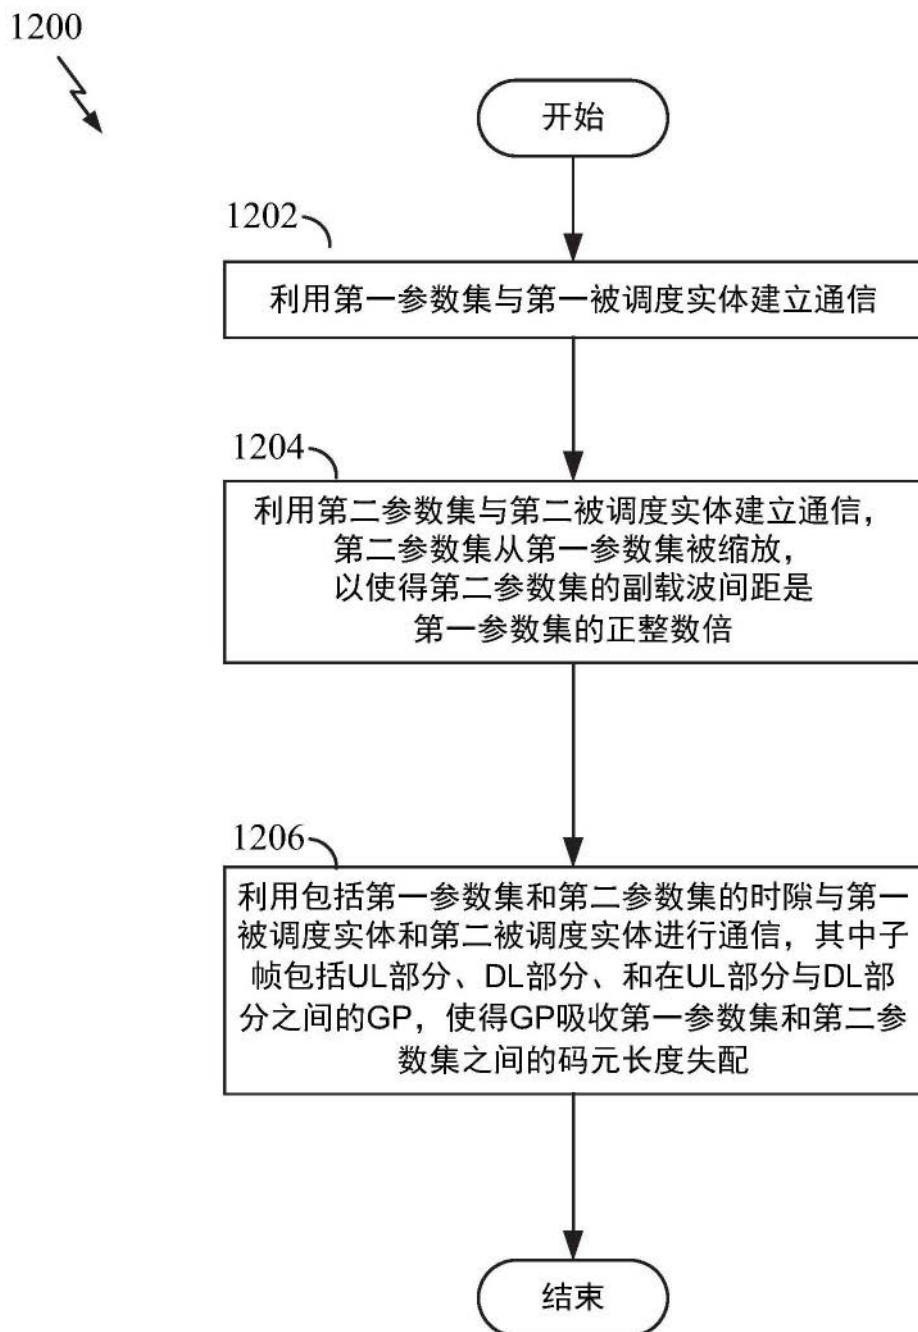 1200
开始
1202
利用第一参数集与第一被调度实体建立通信
1204
利用第二参数集与第二被调度实体建立通信，
第二参数集从第一参数集被缩放，
以使得第二参数集的副载波间距是
第一参数集的正整数倍
1206
利用包括第一参数集和第二参数集的时隙与第一
被调度实体和第二被调度实体进行通信，其中子
帧包括UL部分、DL部分、和在UL部分与DL部
分之间的GP，使得GP吸收第一参数集和第二参
数集之间的码元长度失配
结束